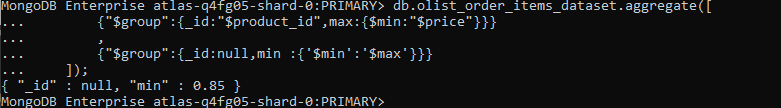 MongoDB Enterprise atlas-q4fg05-shard-0:PRIMARY> db.olist_order_items_dataset.aggregate([
... {"$group":{_id:"$product_id",max:{$min:"$price"}}}
... ,
... {"$group":{_id:null,min :{'$min':'$max'}}}
... ]);
{ "_id" : null, "min" : 0.85 }
MongoDB Enterprise atlas-q4fg05-shard-0:PRIMARY>